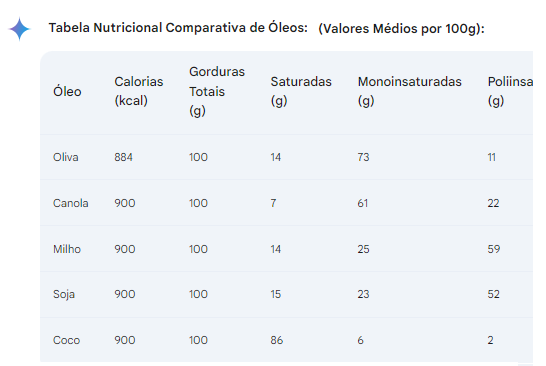 Tabela Nutricional Comparativa de Óleos: (Valores Médios por 100g):
Óleo Calorias (kcal) Gorduras Totais (g) Saturadas (g) Monoinsaturadas (g) Poliinsa (g)
Oliva 884 100 14 73 11
Canola 900 100 7 61 22
Milho 900 100 14 25 59
Soja 900 100 15 23 52
Coco 900 100 86 6 2